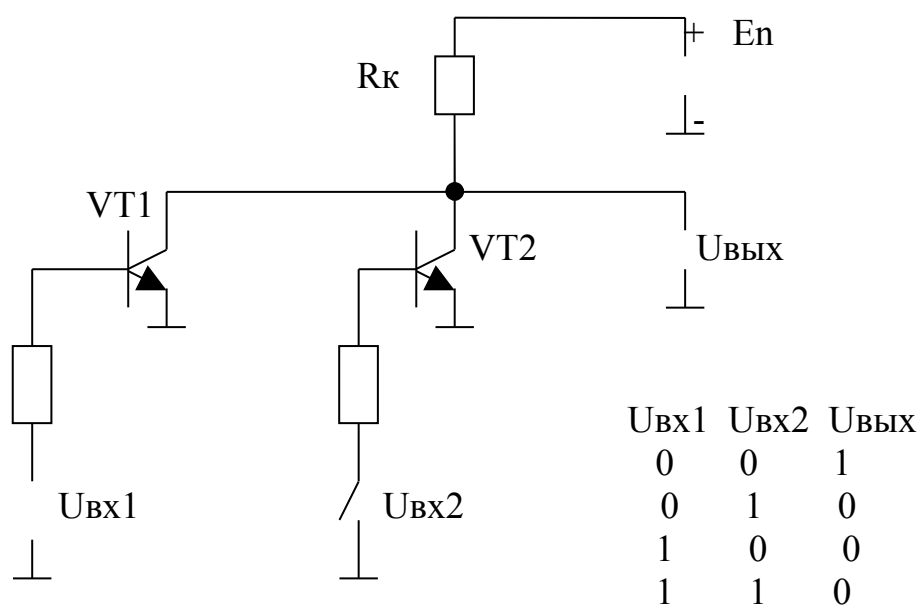 + Еп
Rк
-
VT1
VT2
Uвых
Uвх1 Uвх2 Uвых
0 0 1
Uвх1
Uвх2
0 1 0
1 0 0
1 1 0